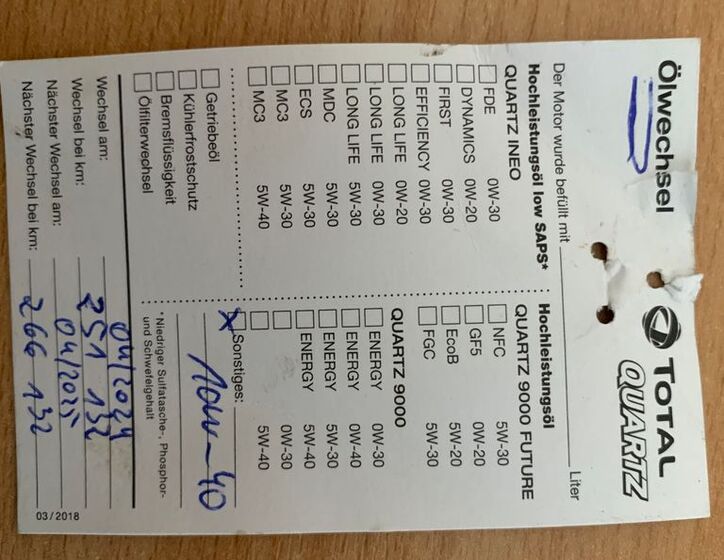 Ölwechsel
TOTAL
QUARTZ
Der Motor wurde befüllt mit Liter
Hochleistungsöl low SAPS*
QUARTZ INEO
FDE 0W-30
DYNAMICS 0W-20
FIRST 0W-30
EFFICIENCY 0W-30
LONG LIFE 0W-20
LONG LIFE 0W-30
LONG LIFE 5W-30
MDC 5W-30
ECS 5W-30
MC3 5W-30
MC3 5W-40
Hochleistungsöl
QUARTZ 9000 FUTURE
NFC 5W-30
GF5 0W-20
EcoB 5W-20
FGC 5W-30
QUARTZ 9000
ENERGY 0W-30
ENERGY 0W-40
ENERGY 5W-30
ENERGY 5W-40
0W-30
5W-40
Getriebeöl
Kühlerfrostschutz
Bremsflüssigkeit
Ölfilterwechsel
X Sonstiges:
10W-40
*Niedriger Sulfatasche-, Phosphor-
und Schwefelgehalt
Wechsel am: 04/2024
Wechsel bei km: 251 132
Nächster Wechsel am: 04/2025
Nächster Wechsel bei km: 266 132
03/2018